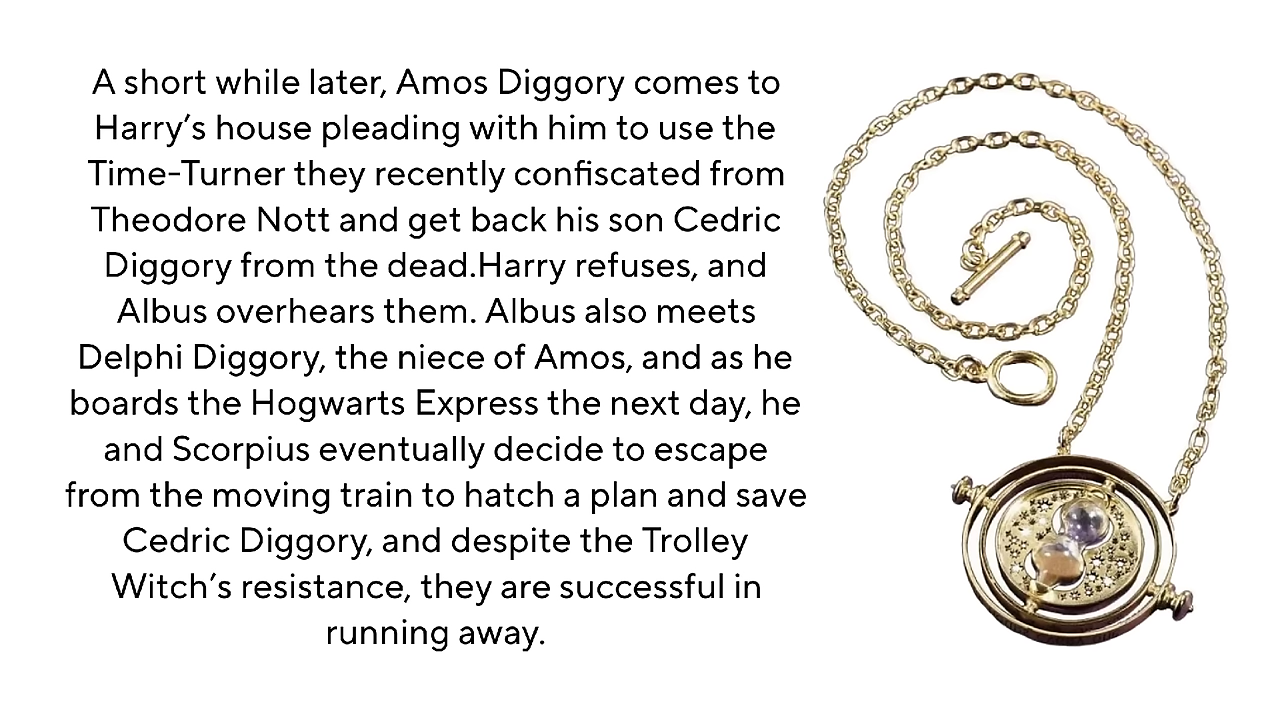 A short while later, Amos Diggory comes to
Harry’s house pleading with him to use the
Time-Turner they recently confiscated from
Theodore Nott and get back his son Cedric
Diggory from the dead.Harry refuses, and
Albus overhears them. Albus also meets
Delphi Diggory, the niece of Amos, and as he
boards the Hogwarts Express the next day, he
and Scorpius eventually decide to escape
from the moving train to hatch a plan and save
Cedric Diggory, and despite the Trolley
Witch’s resistance, they are successful in
running away.